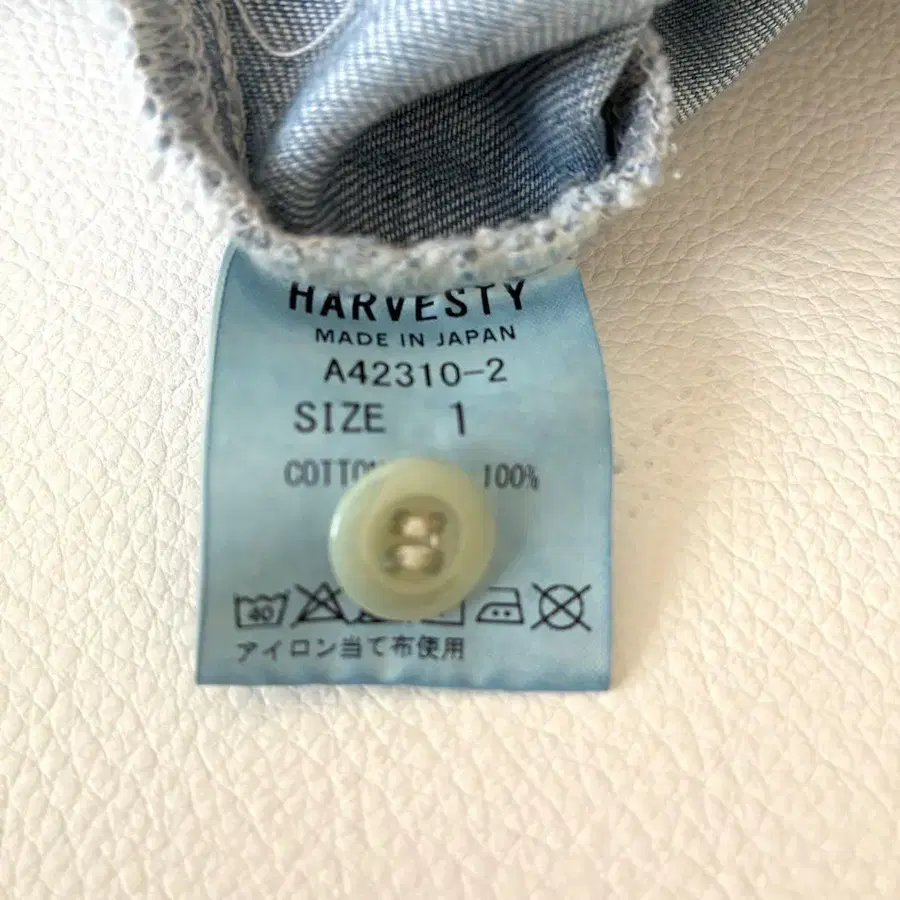 HARVESTY
MADE IN JAPAN
A42310-2
SIZE 1
COTTON 100%
40
アイロン当て布使用